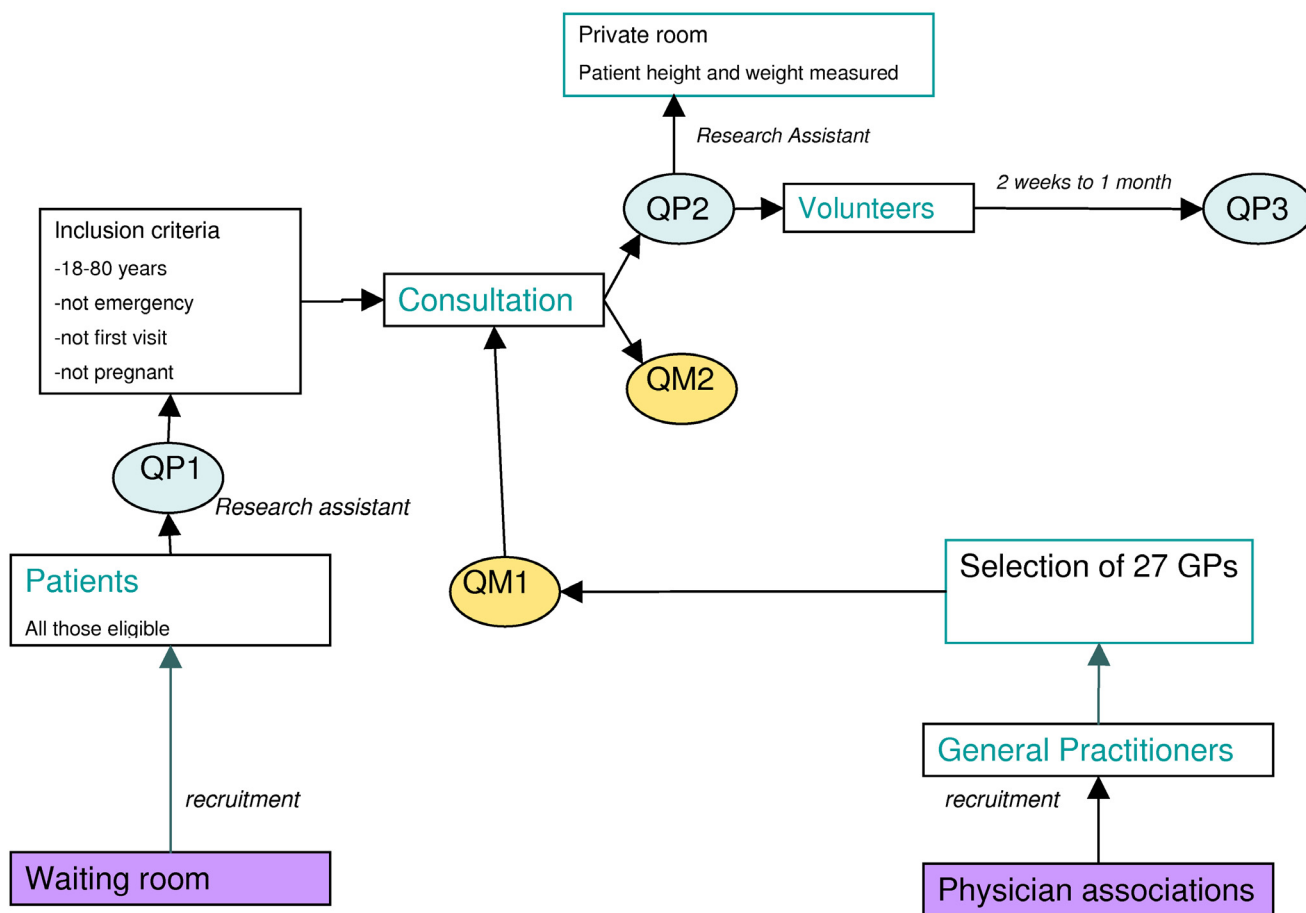 Private room
Patient height and weight measured
Research Assistant
QP2
Volunteers
2 weeks to 1 month
QP3
Inclusion criteria
-18-80 years
-not emergency
-not first visit
-not pregnant
Consultation
QM2
QP1
Research assistant
Patients
All those eligible
QM1
Selection of 27 GPs
General Practitioners
recruitment
recruitment
Waiting room
Physician associations